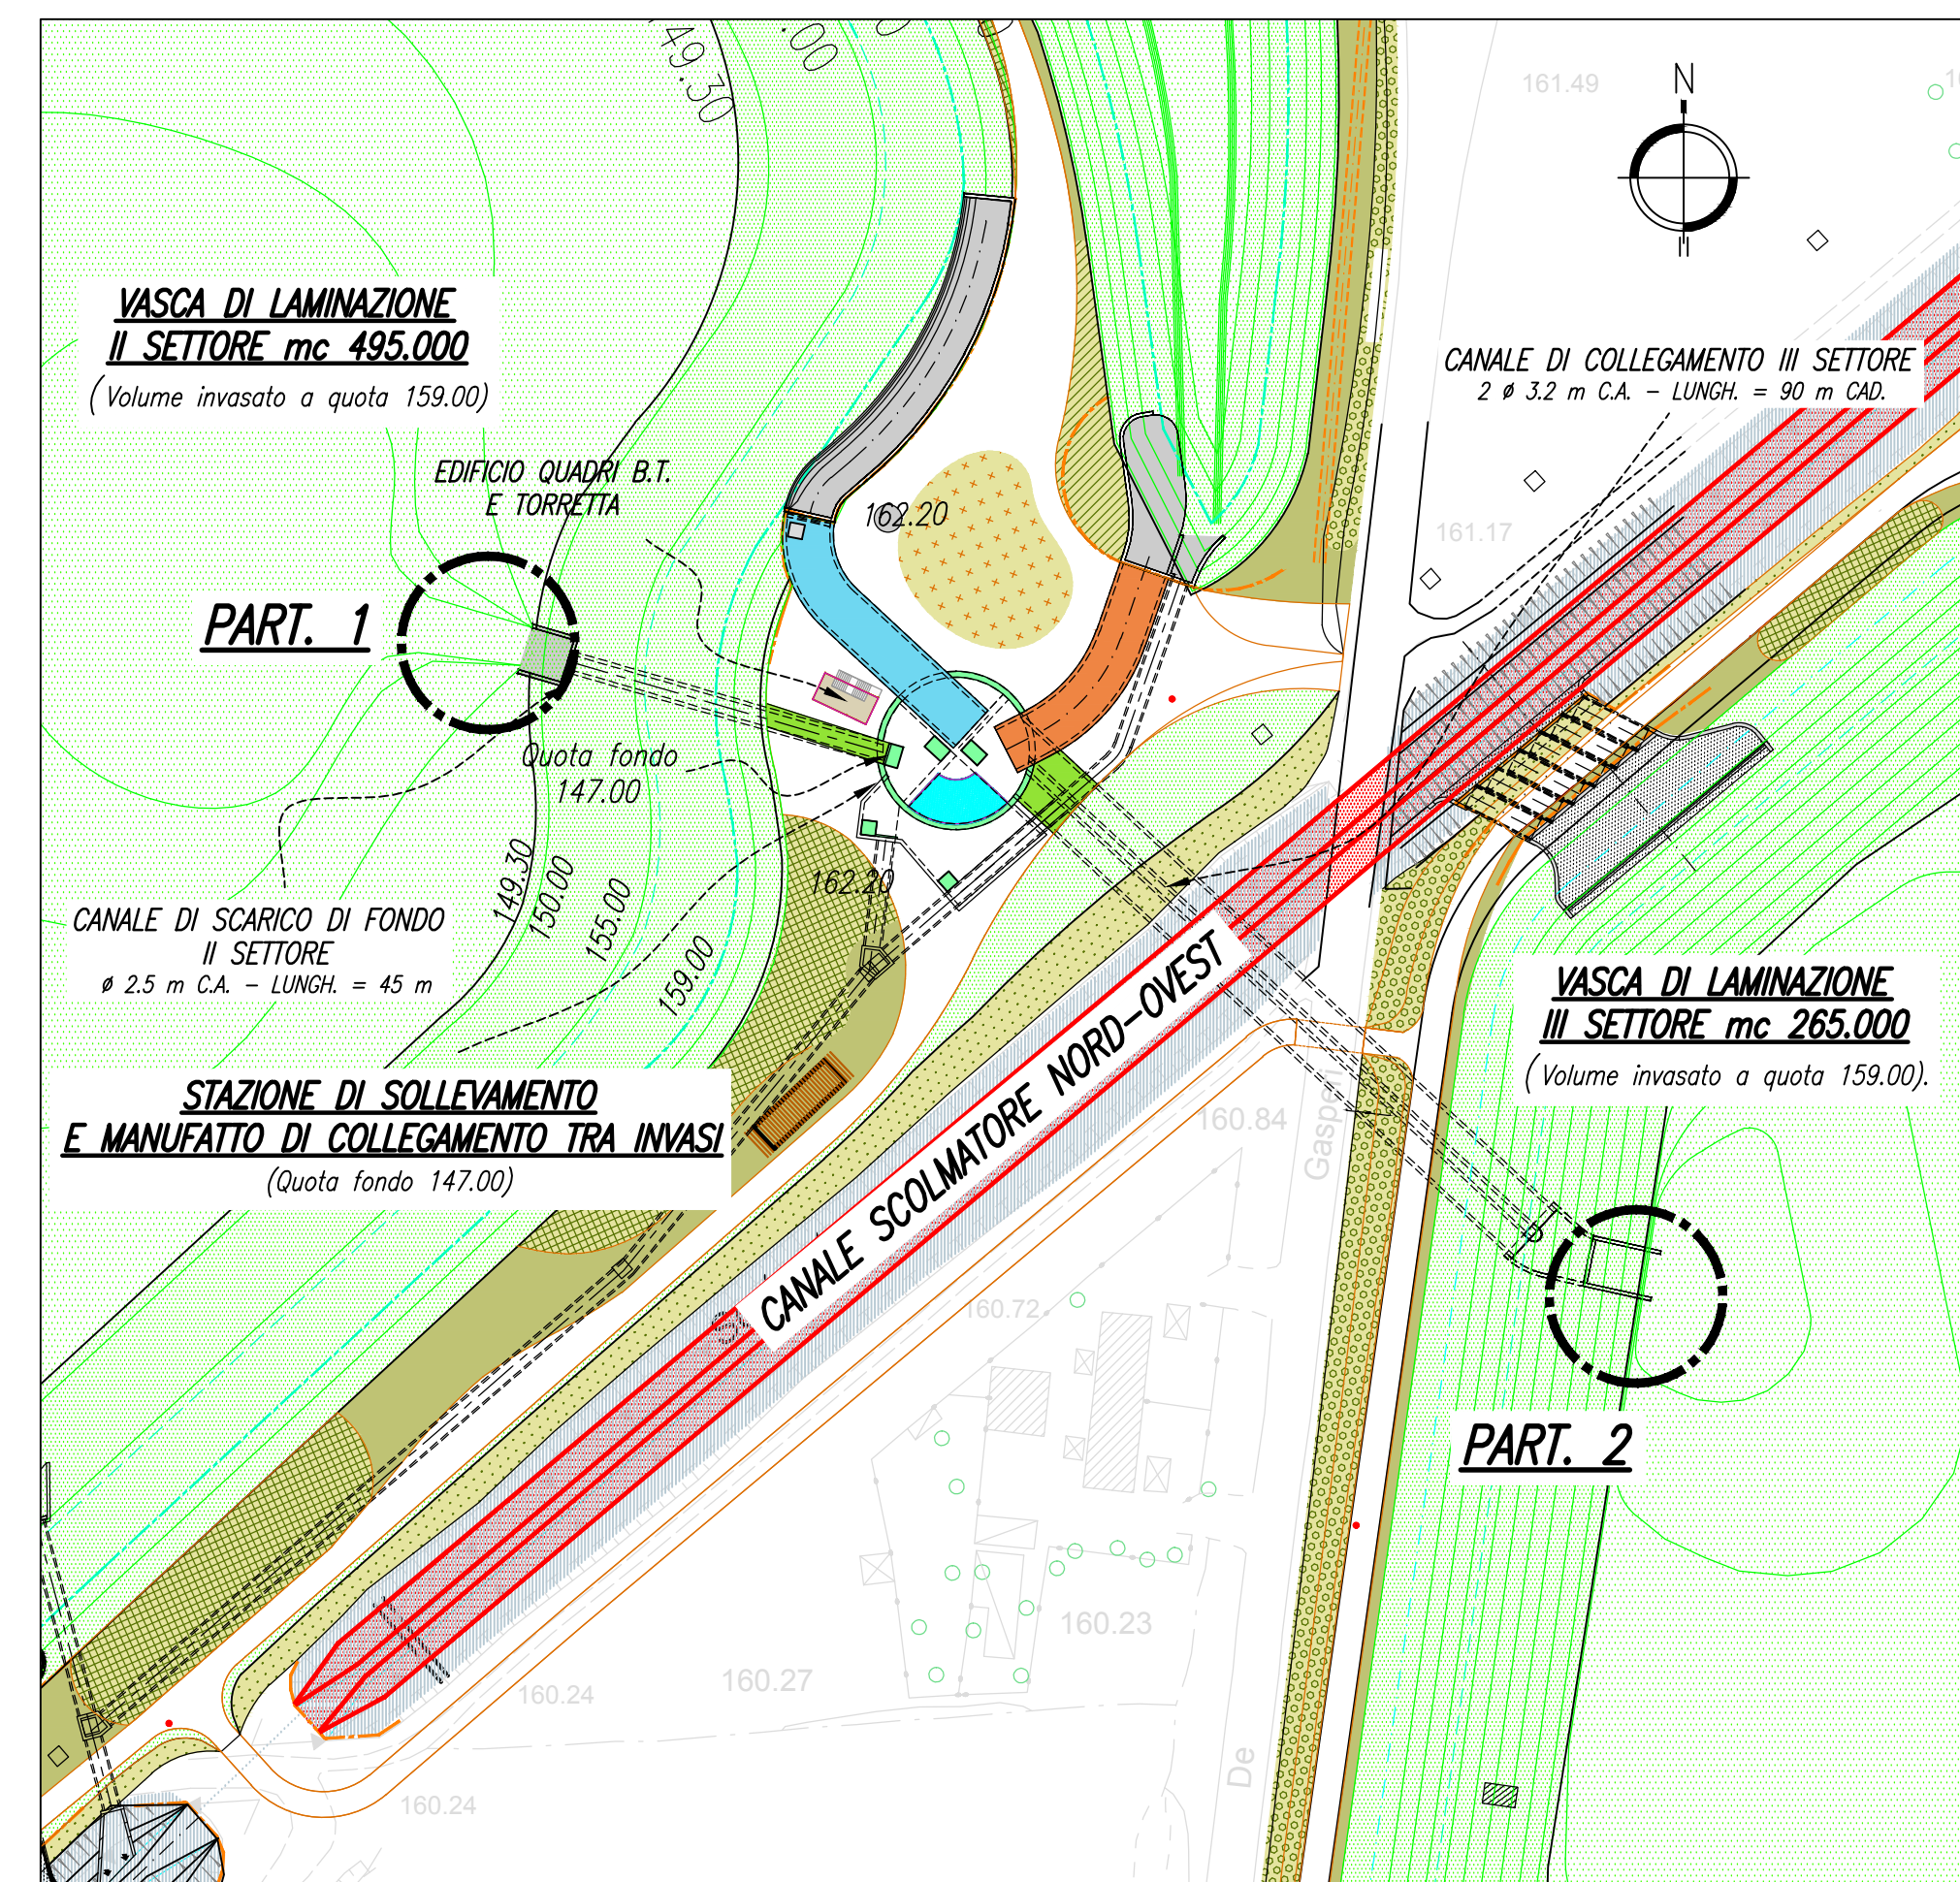 49.30
.00
161.49
N
VASCA DI LAMINAZIONE
II SETTORE mc 495.000
(Volume invasato a quota 159.00)
CANALE DI COLLEGAMENTO III SETTORE
2 ø 3.2 m C.A. - LUNGH. = 90 m CAD.
EDIFICIO QUADRI B.T.
E TORRETTA
162.20
161.17
PART. 1
Quota fondo
147.00
149.30
150.00
155.00
159.00
162.20
CANALE DI SCARICO DI FONDO
II SETTORE
ø 2.5 m C.A. - LUNGH. = 45 m
CANALE SCOLMATORE NORD-OVEST
VASCA DI LAMINAZIONE
III SETTORE mc 265.000
(Volume invasato a quota 159.00).
STAZIONE DI SOLLEVAMENTO
E MANUFATTO DI COLLEGAMENTO TRA INVASI
(Quota fondo 147.00)
160.84
Gasperi
160.72
PART. 2
160.23
160.27
160.24
De
160.24